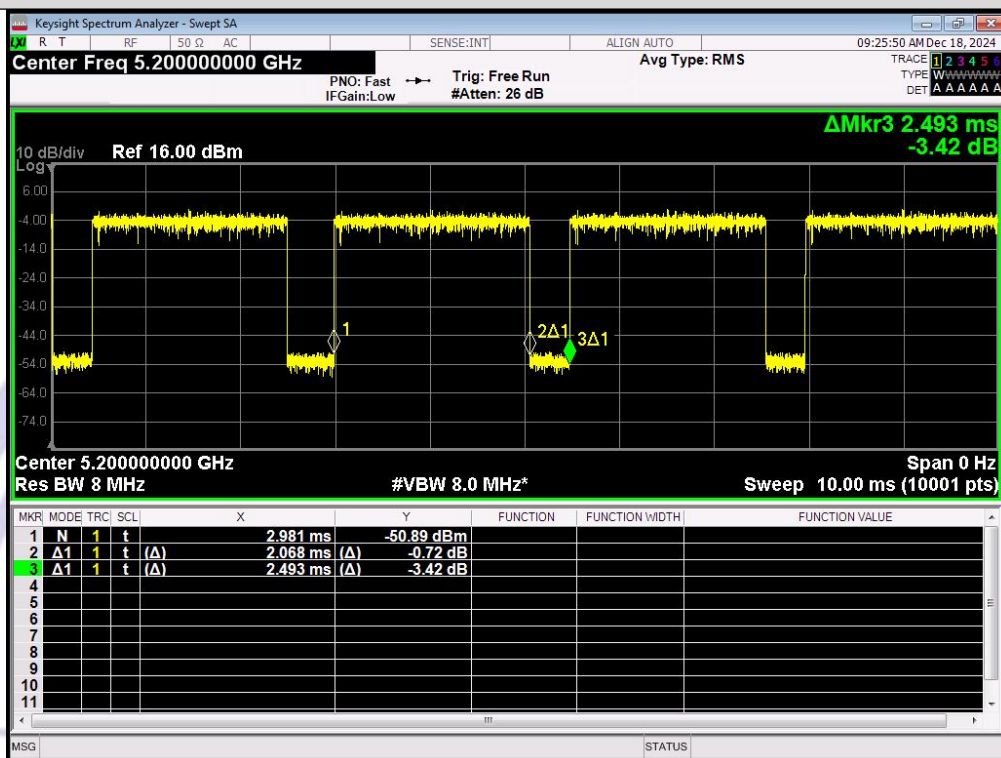 Keysight Spectrum Analyzer - Swept SA
LXI R T RF 50 Ω AC SENSE:INT ALIGN AUTO 09:25:50 AM Dec 18, 2024
Center Freq 5.200000000 GHz Avg Type: RMS TRACE 1 2 3 4 5 6
PNO: Fast Trig: Free Run TYPE WWWWWW
IFGain:Low #Atten: 26 dB DET A A A A A A
ΔMkr3 2.493 ms
10 dB/div Ref 16.00 dBm -3.42 dB
Log
6.00
-4.00
-14.0
-24.0
-34.0
-44.0
-54.0
-64.0
-74.0
1
2Δ1
3Δ1
Center 5.200000000 GHz Span 0 Hz
Res BW 8 MHz #VBW 8.0 MHz* Sweep 10.00 ms (10001 pts)
MKR MODE TRC SCL X Y FUNCTION FUNCTION WIDTH FUNCTION VALUE
1 N 1 t 2.981 ms -50.89 dBm
2 Δ1 1 t (Δ) 2.068 ms (Δ) -0.72 dB
3 Δ1 1 t (Δ) 2.493 ms (Δ) -3.42 dB
4
5
6
7
8
9
10
11
MSG STATUS